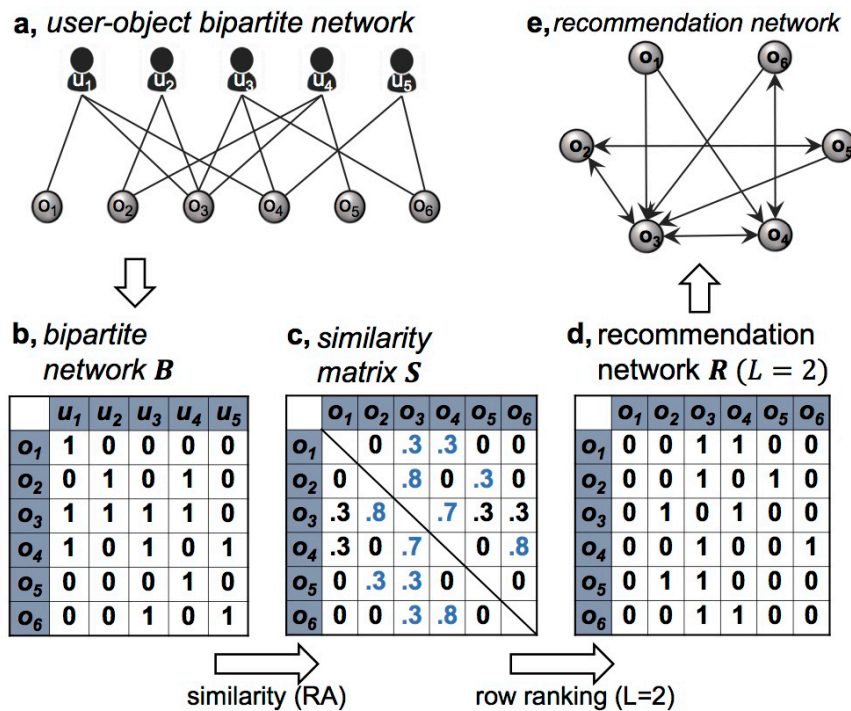 a, user-object bipartite network
u1 u2 u3 u4 u5
o1 o2 o3 o4 o5 o6
e, recommendation network
o1 o6
o2 o5
o3 o4
b, bipartite
network B
u1 u2 u3 u4 u5
o1 1 0 0 0 0
o2 0 1 0 1 0
o3 1 1 1 1 0
o4 1 0 1 0 1
o5 0 0 0 1 0
o6 0 0 1 0 1
c, similarity
matrix S
o1 o2 o3 o4 o5 o6
o1 0 .3 .3 0 0
o2 0 .8 0 .3 0
o3 .3 .8 .7 .3 .3
o4 .3 0 .7 0 .8
o5 0 .3 .3 0 0
o6 0 0 .3 .8 0
d, recommendation
network R (L = 2)
o1 o2 o3 o4 o5 o6
o1 0 0 1 1 0 0
o2 0 0 1 0 1 0
o3 0 1 0 1 0 0
o4 0 0 1 0 0 1
o5 0 1 1 0 0 0
o6 0 0 1 1 0 0
similarity (RA)
row ranking (L=2)